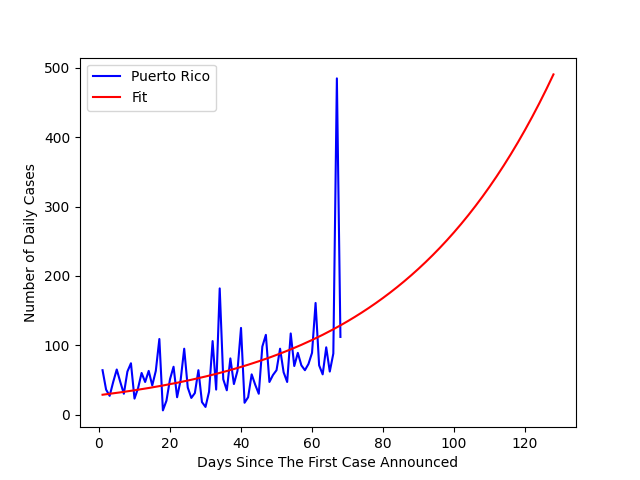 Puerto Rico
Fit
500
400
300
200
100
0
Number of Daily Cases
0 20 40 60 80 100 120
Days Since The First Case Announced